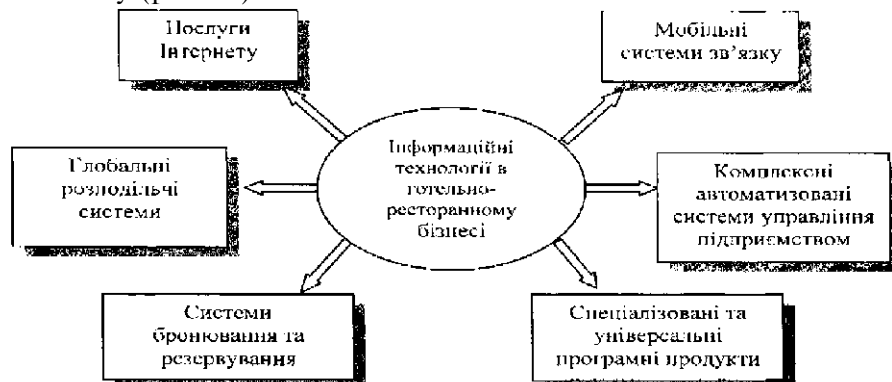 Послуги
Інтернету
Мобільні
системи зв’язку
Інформаційні
технології в
готельно-
ресторанному
бізнесі
Глобальні
розподільчі
системи
Комплексні
автоматизовані
системи управління
підприємством
Системи
бронювання та
резервування
Спеціалізовані та
універсальні
програмні продукти